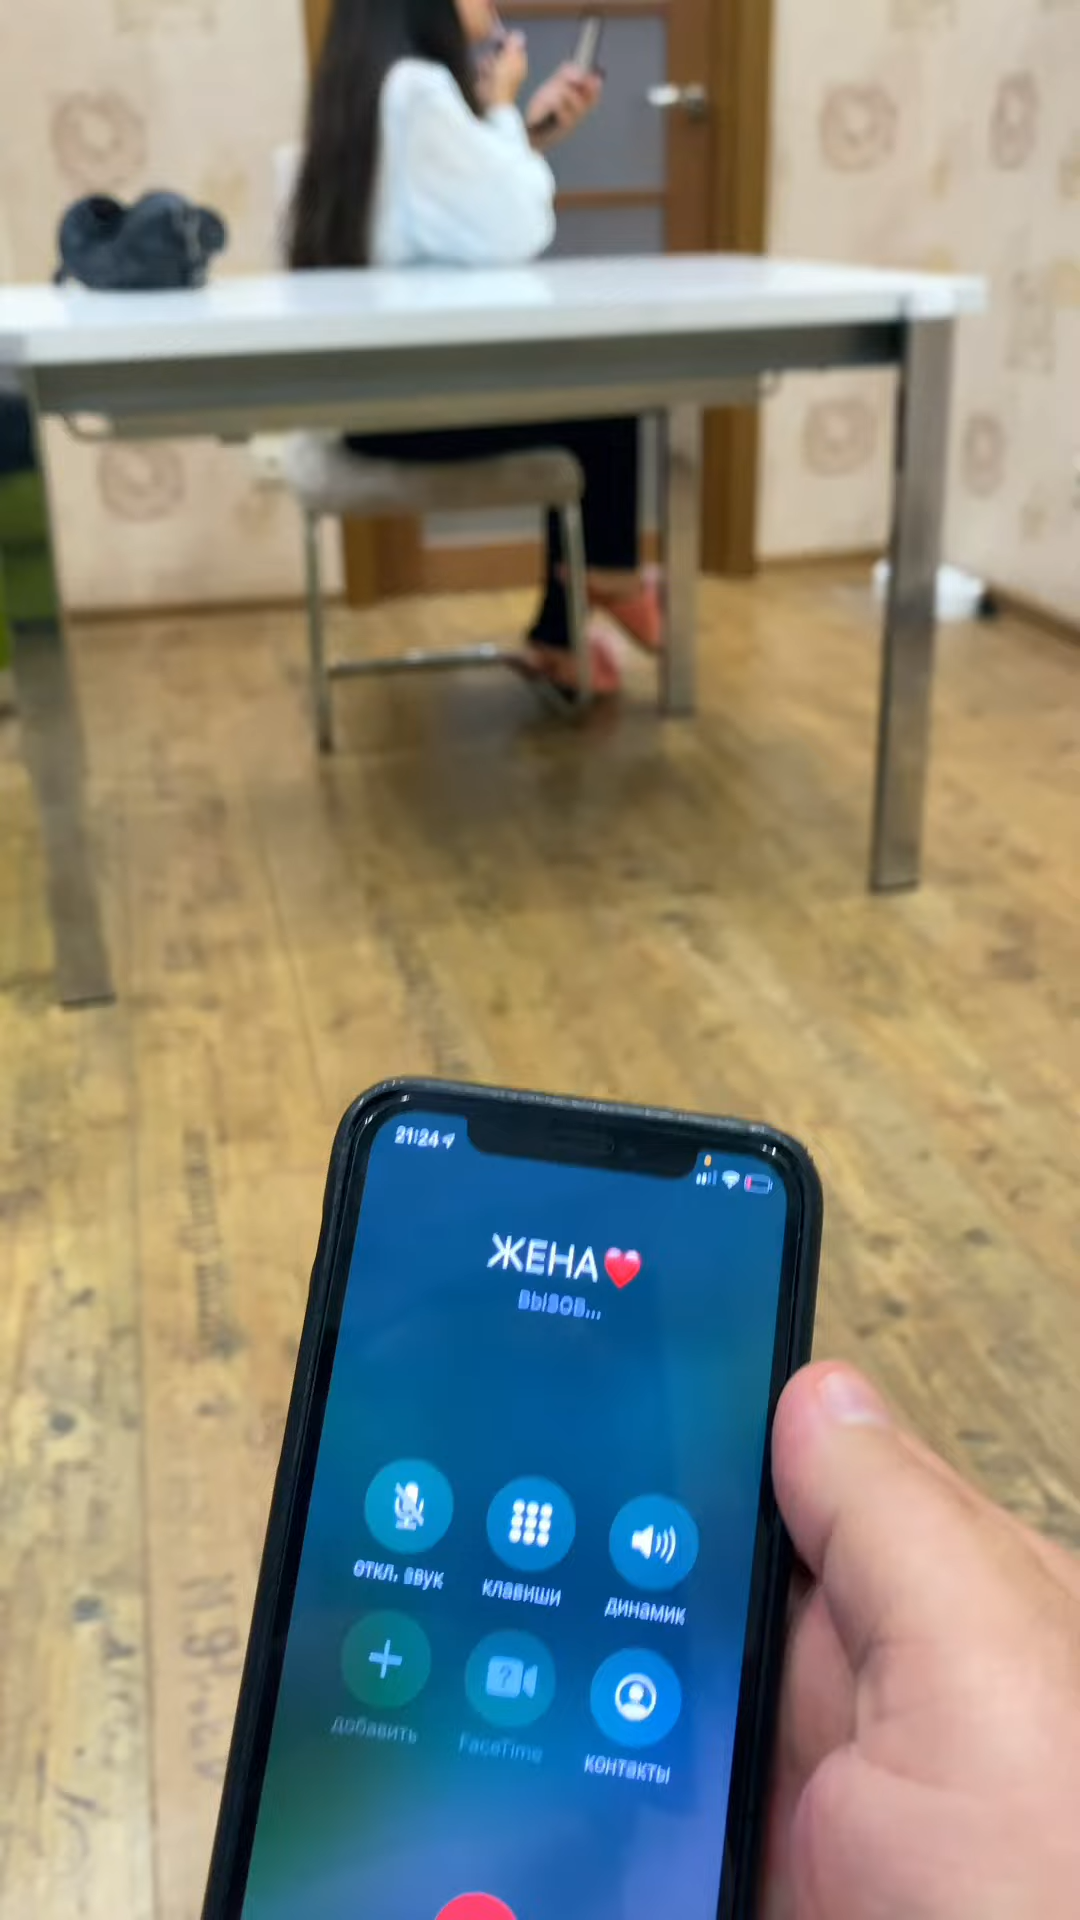 21:24
ЖЕНА❤️
вызов...
откл. звук
клавиши
динамик
добавить
FaceTime
контакты